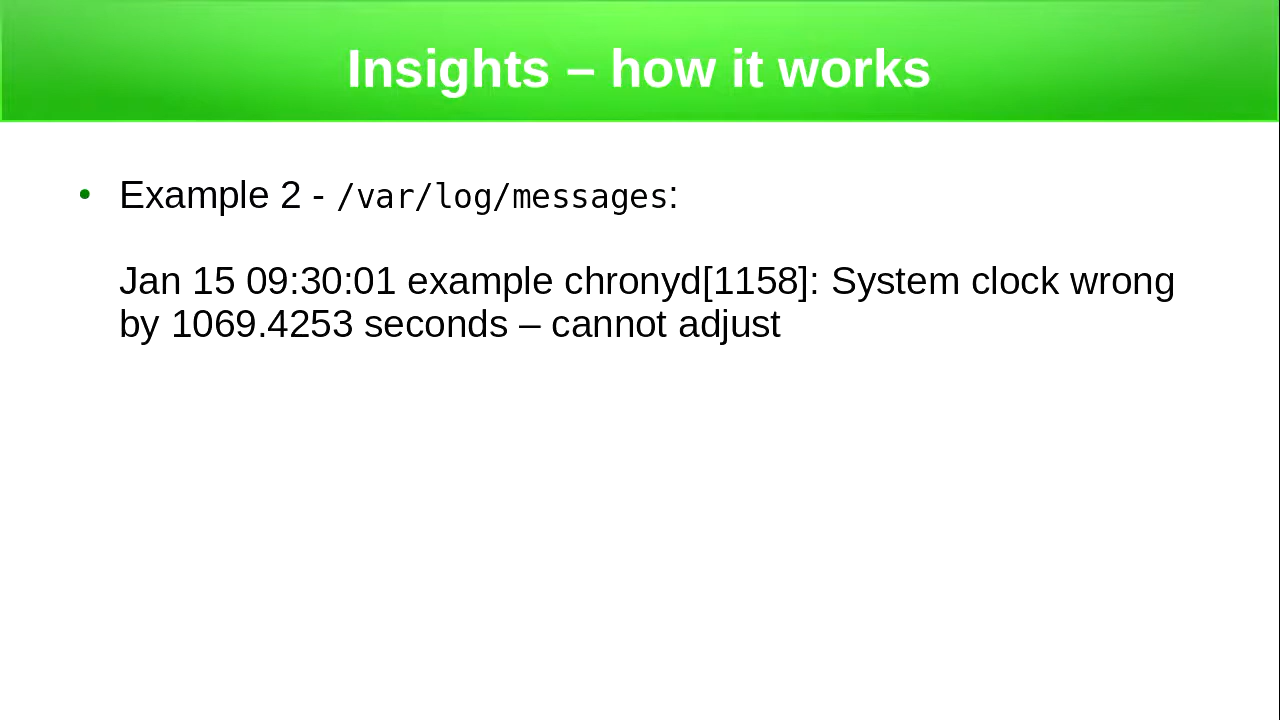 Insights – how it works
• Example 2 - /var/log/messages:
Jan 15 09:30:01 example chronyd[1158]: System clock wrong
by 1069.4253 seconds – cannot adjust